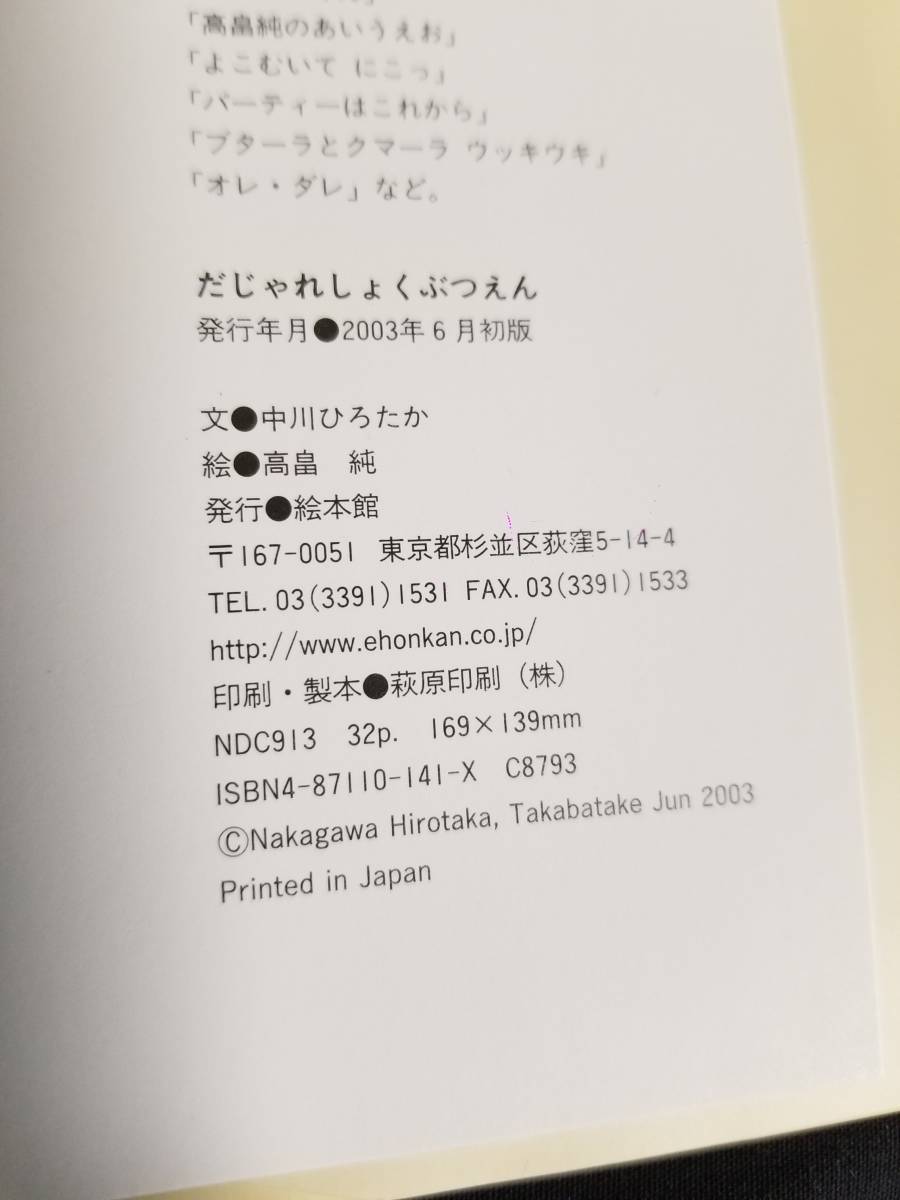 「高畠純のあいうえお」
「よこむいて にこっ」
「パーティーはこれから」
「ブターラとクマーラ ウッキウキ」
「オレ・ダレ」など。
だじゃれしょくぶつえん
発行年月●2003年6月初版
文●中川ひろたか
絵●高畠 純
発行●絵本館
〒167-0051 東京都杉並区荻窪5-14-4
TEL. 03(3391)1531 FAX. 03(3391)1533
http://www.ehonkan.co.jp/
印刷・製本●萩原印刷（株）
NDC913 32p. 169×139mm
ISBN4-87110-141-X C8793
©Nakagawa Hirotaka, Takabatake Jun 2003
Printed in Japan